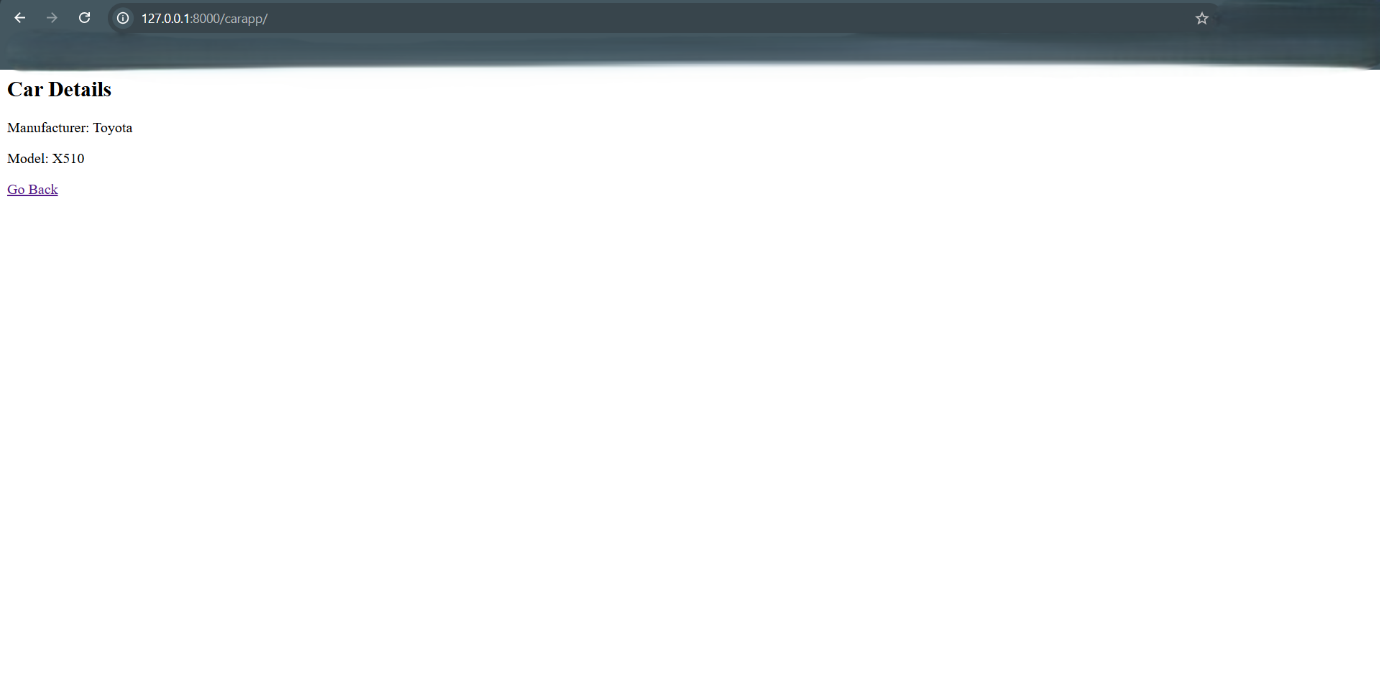 127.0.0.1:8000/carapp/
Car Details
Manufacturer: Toyota
Model: X510
Go Back